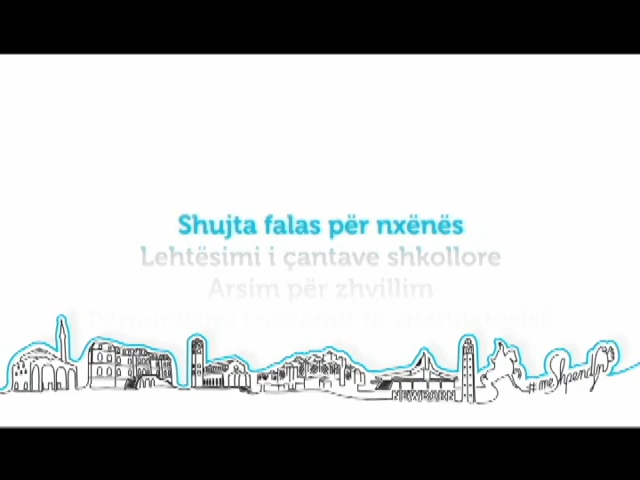 Shujta falas për nxënës
Lehtësimi i çantave shkollore
Arsim për zhvillim
NEWBORN
#meShpendin